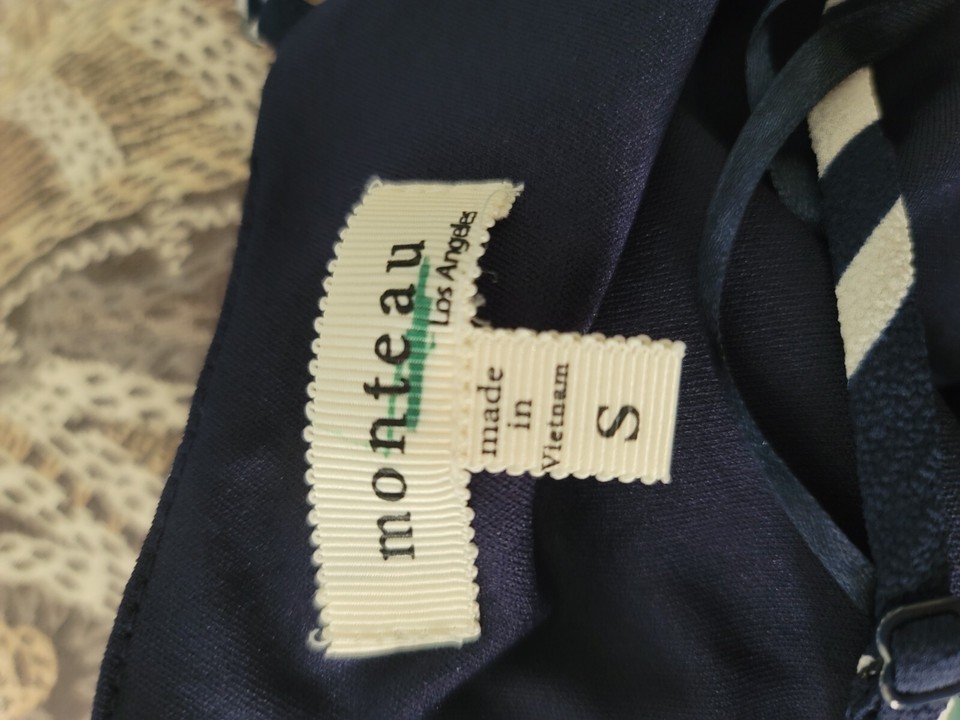 monteau
Los Angeles
made
in
Vietnam
S